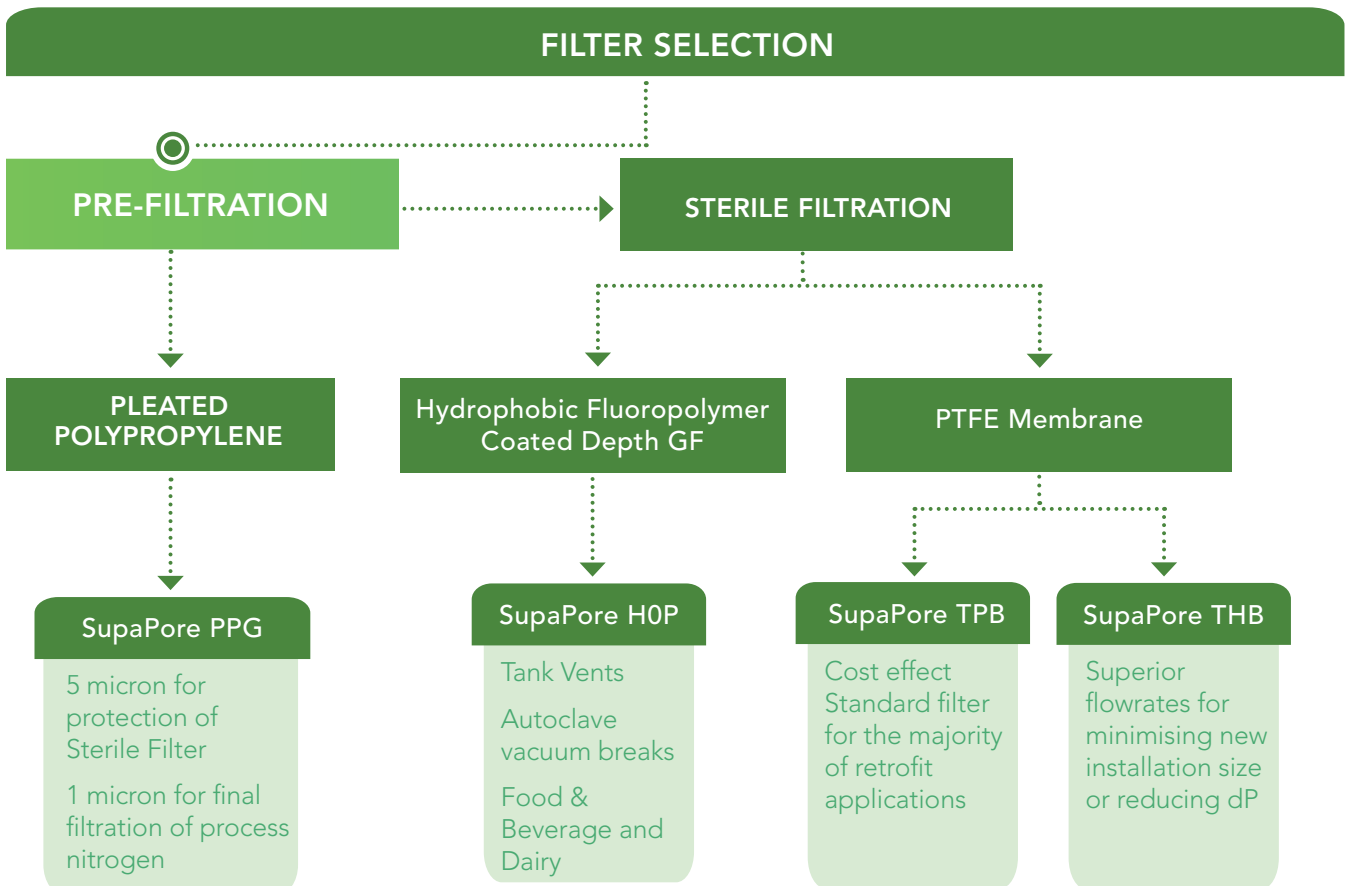 FILTER SELECTION
PRE-FILTRATION
STERILE FILTRATION
PLEATED
POLYPROPYLENE
Hydrophobic Fluoropolymer
Coated Depth GF
PTFE Membrane
SupaPore PPG
5 micron for
protection of
Sterile Filter
1 micron for final
filtration of process
nitrogen
SupaPore H0P
Tank Vents
Autoclave
vacuum breaks
Food &
Beverage and
Dairy
SupaPore TPB
Cost effect
Standard filter
for the majority
of retrofit
applications
SupaPore THB
Superior
flowrates for
minimising new
installation size
or reducing dP